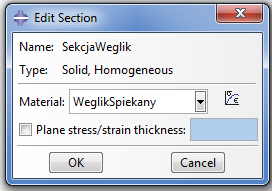 Edit Section
Name: SekcjaWeglik
Type: Solid, Homogeneous
Material: WeglikSpiekany
Plane stress/strain thickness:
OK Cancel